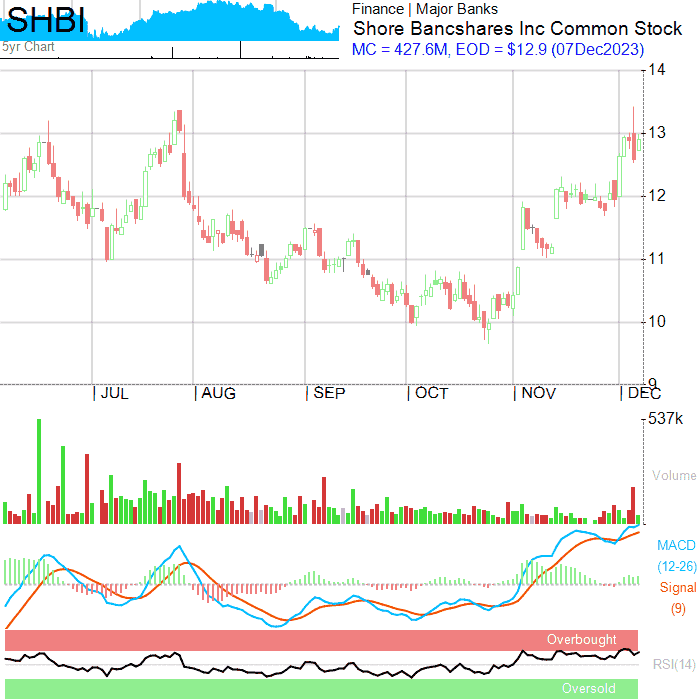 SHBI
5yr Chart
Finance | Major Banks
Shore Bancshares Inc Common Stock
MC = 427.6M, EOD = $12.9 (07Dec2023)
14
13
12
11
10
9
JUL AUG SEP OCT NOV DEC
537k
Volume
MACD
(12-26)
Signal
(9)
Overbought
RSI(14)
Oversold